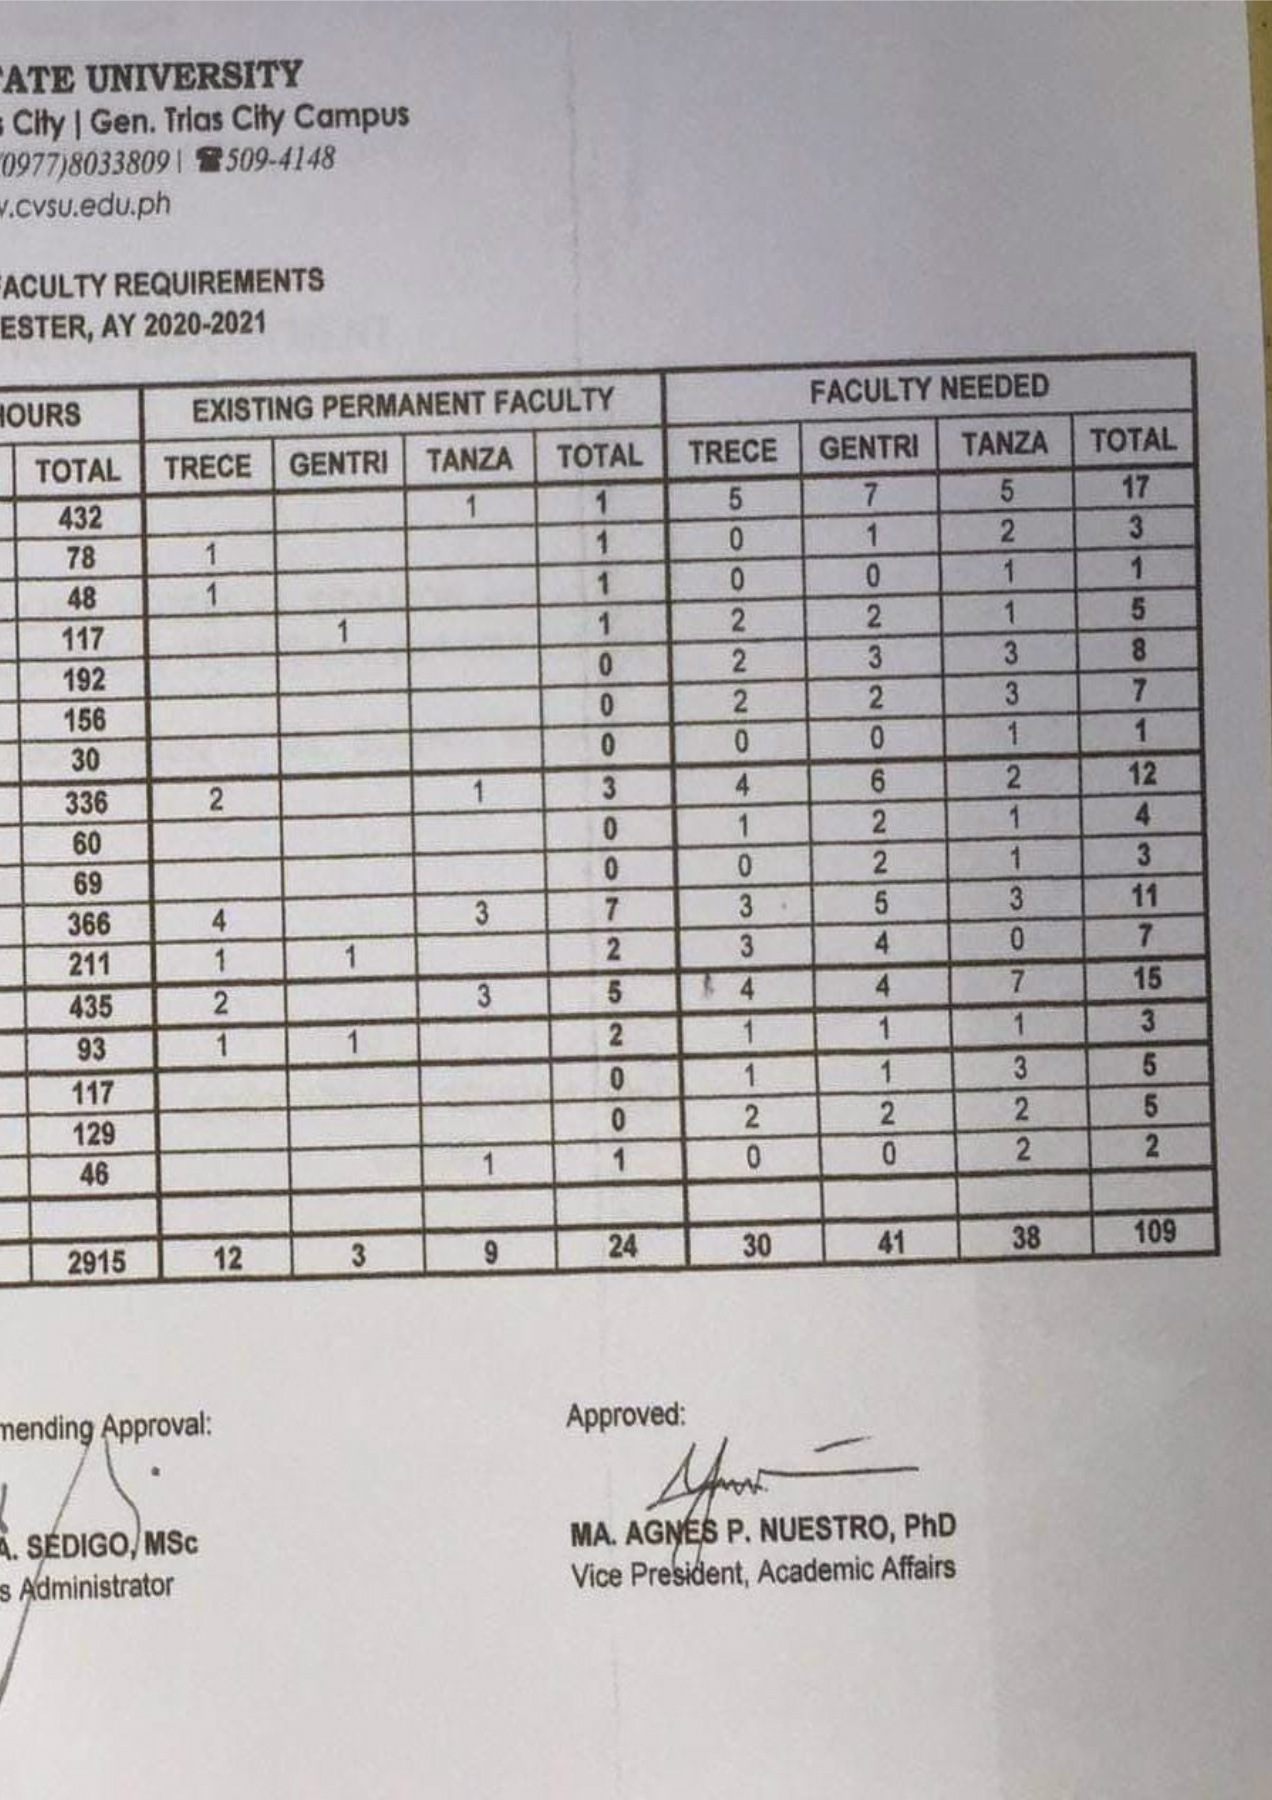 TATE UNIVERSITY
s City | Gen. Trias City Campus
(0977)8033809 | ☎509-4148
w.cvsu.edu.ph
FACULTY REQUIREMENTS
ESTER, AY 2020-2021
HOURS EXISTING PERMANENT FACULTY FACULTY NEEDED
TOTAL TRECE GENTRI TANZA TOTAL TRECE GENTRI TANZA TOTAL
432 1 1 5 7 5 17
78 1 1 0 1 2 3
48 1 1 0 0 1 1
117 1 1 2 2 1 5
192 0 2 3 3 8
156 0 2 2 3 7
30 0 0 0 1 1
336 2 1 3 4 6 2 12
60 0 1 2 1 4
69 0 0 2 1 3
366 4 3 7 3 5 3 11
211 1 1 2 3 4 0 7
435 2 3 5 4 4 7 15
93 1 1 2 1 1 1 3
117 0 1 1 3 5
129 0 2 2 2 5
46 1 1 0 0 2 2
2915 12 3 9 24 30 41 38 109
mending Approval: Approved:
A. SEDIGO, MSc MA. AGNES P. NUESTRO, PhD
s Administrator Vice President, Academic Affairs